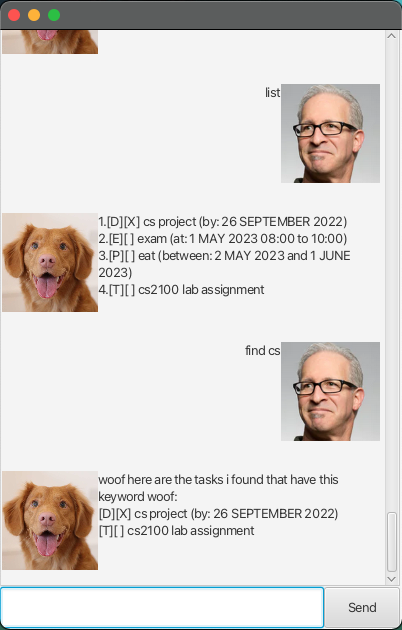 list
1.[D][X] cs project (by: 26 SEPTEMBER 2022)
2.[E][ ] exam (at: 1 MAY 2023 08:00 to 10:00)
3.[P][ ] eat (between: 2 MAY 2023 and 1 JUNE
2023)
4.[T][ ] cs2100 lab assignment
find cs
woof here are the tasks i found that have this
keyword woof:
[D][X] cs project (by: 26 SEPTEMBER 2022)
[T][ ] cs2100 lab assignment
Send